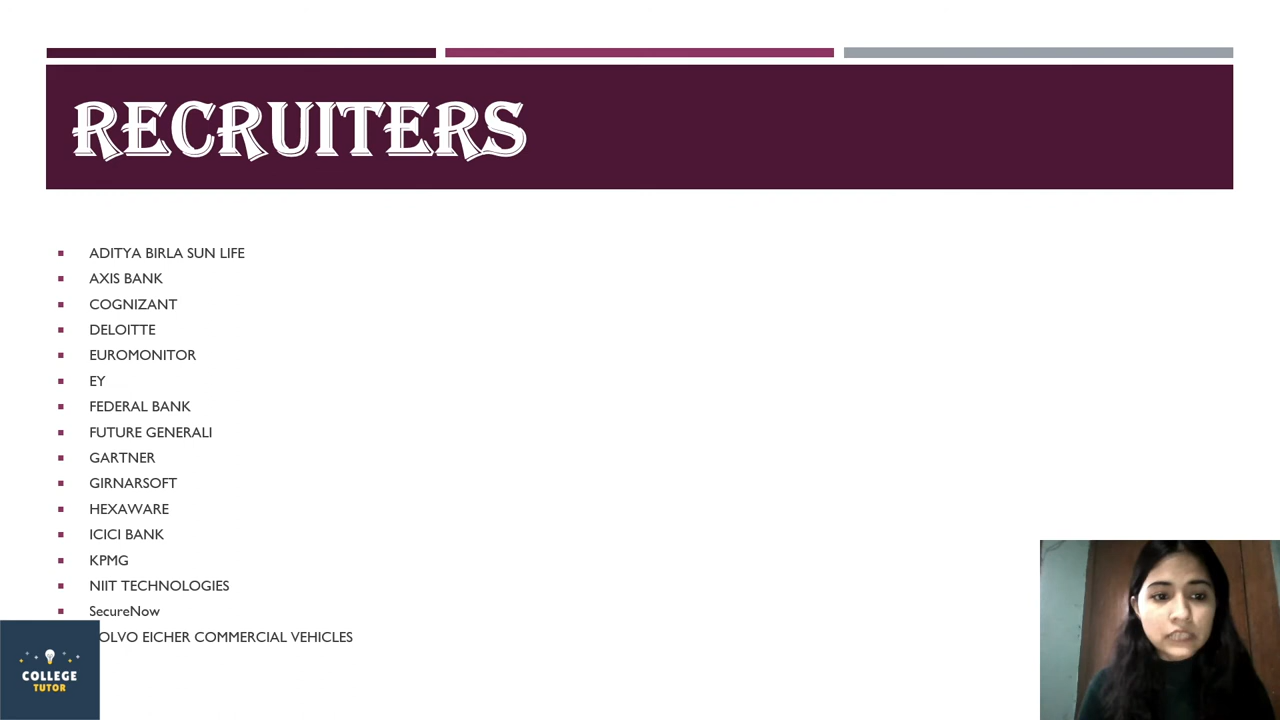 RECRUITERS
ADITYA BIRLA SUN LIFE
AXIS BANK
COGNIZANT
DELOITTE
EUROMONITOR
EY
FEDERAL BANK
FUTURE GENERALI
GARTNER
GIRNARSOFT
HEXAWARE
ICICI BANK
KPMG
NIIT TECHNOLOGIES
SecureNow
OLVO EICHER COMMERCIAL VEHICLES
COLLEGE
TUTOR